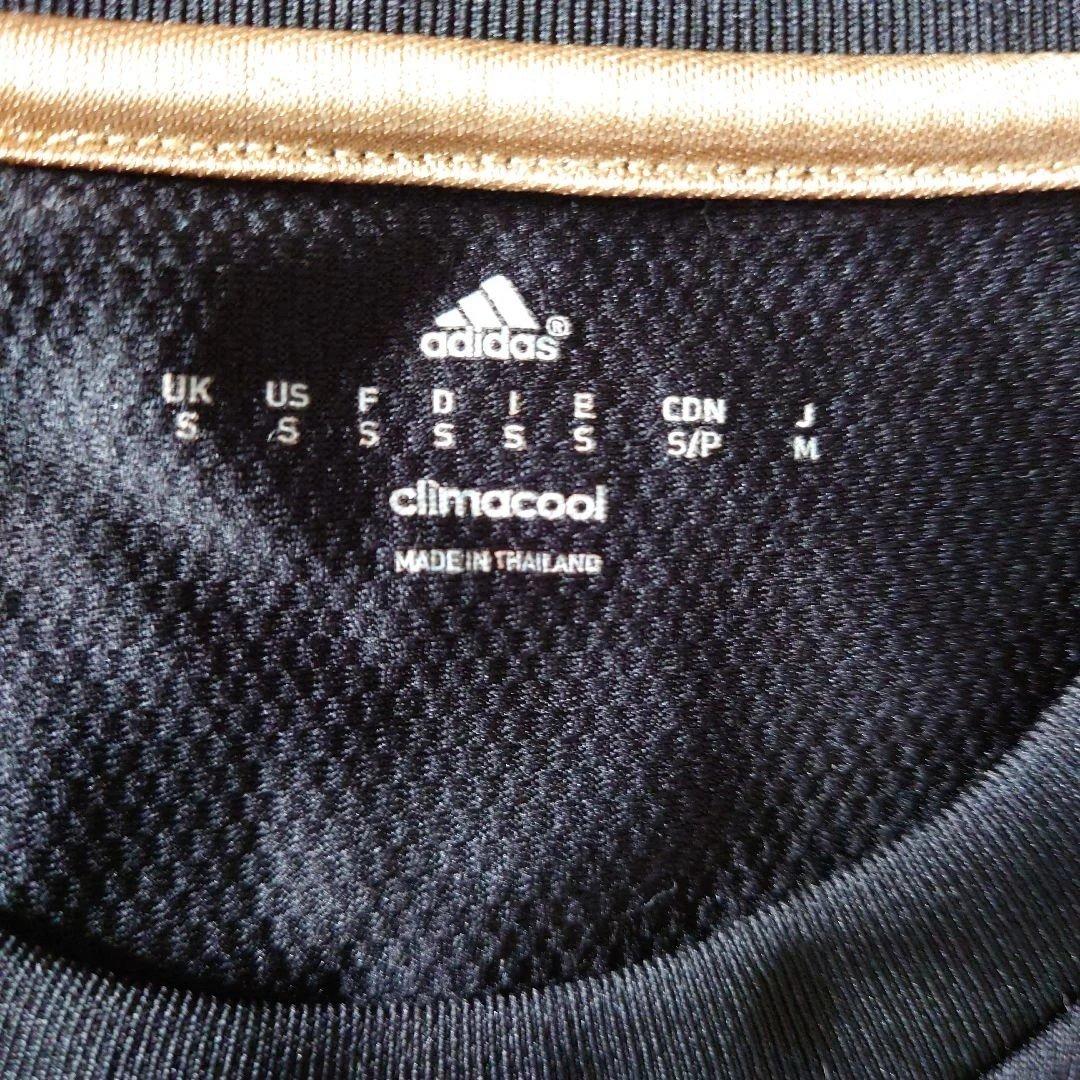 adidas®
UK US F D I E CDN J
S S S S S S S/P M
climacool
MADE IN THAILAND